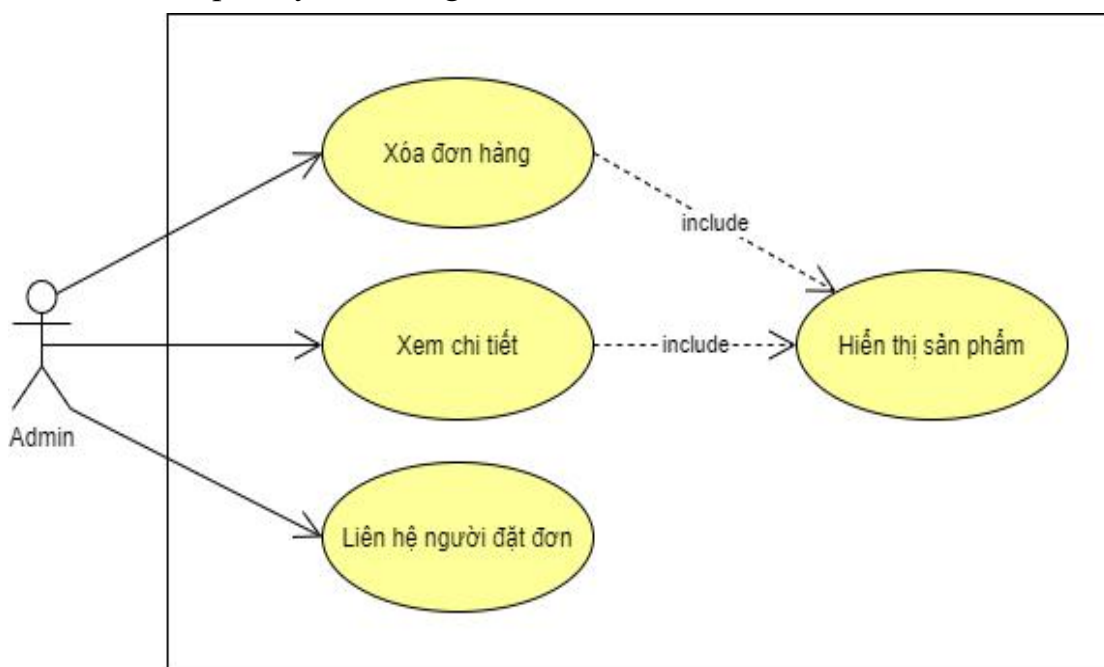 Xóa đơn hàng
include
Xem chi tiết
include
Hiển thị sản phẩm
Admin
Liên hệ người đặt đơn